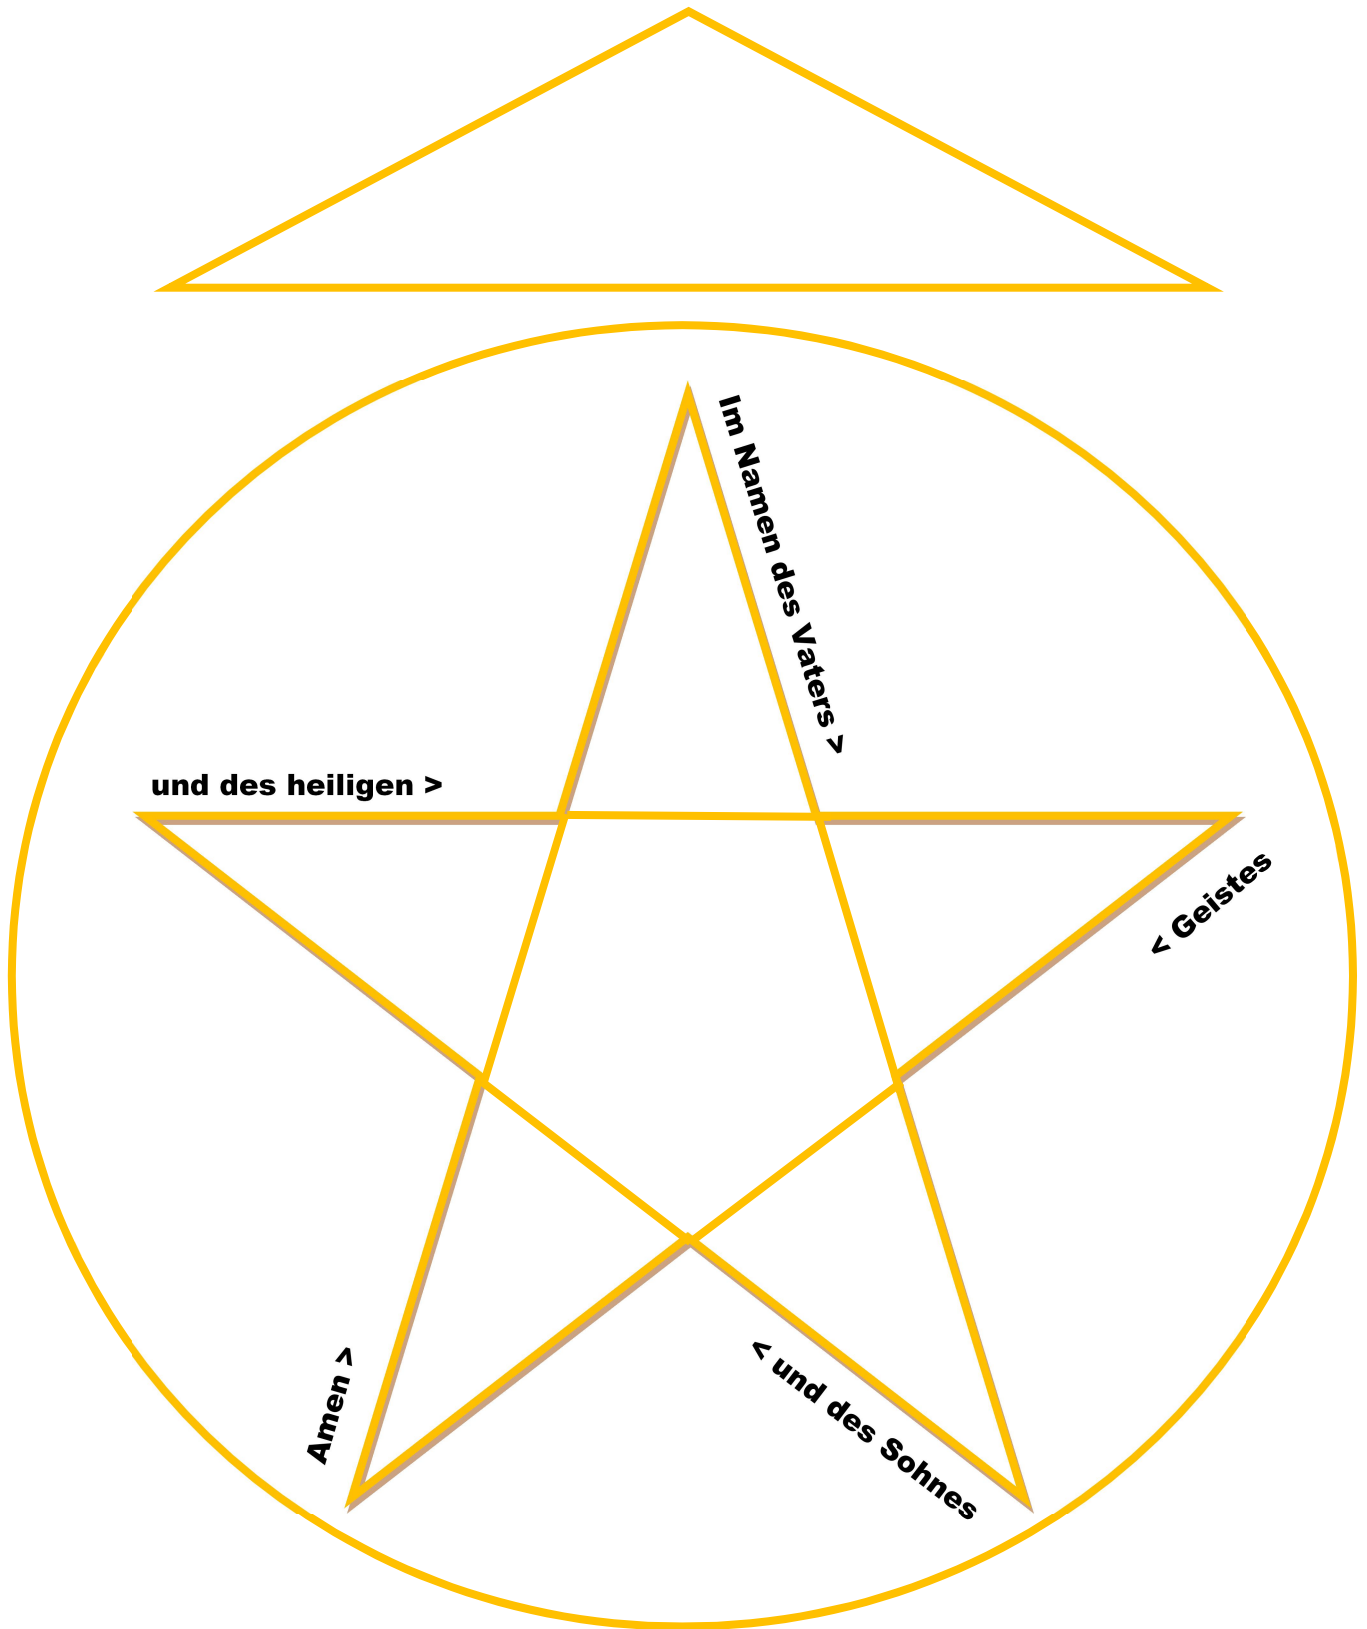 Im Namen des Vaters >
< und des Sohnes
und des heiligen >
< Geistes
Amen >